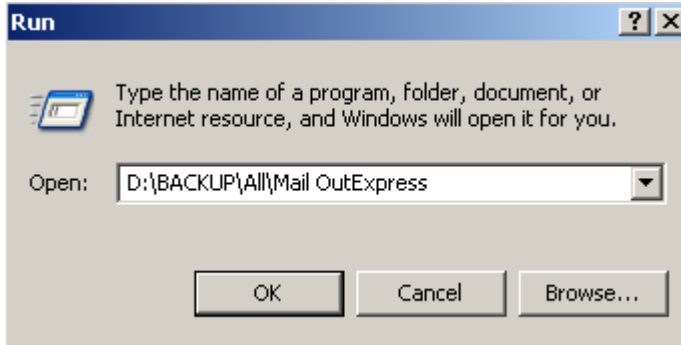 Run
Type the name of a program, folder, document, or
Internet resource, and Windows will open it for you.
Open: D:\BACKUP\All\Mail OutExpress
OK Cancel Browse...